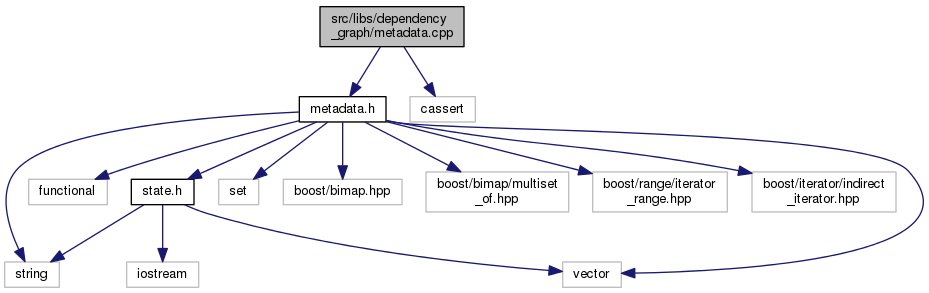 src/libs/dependency
_graph/metadata.cpp
metadata.h
cassert
functional
state.h
set
boost/bimap.hpp
boost/bimap/multiset
_of.hpp
boost/range/iterator
_range.hpp
boost/iterator/indirect
_iterator.hpp
string
iostream
vector